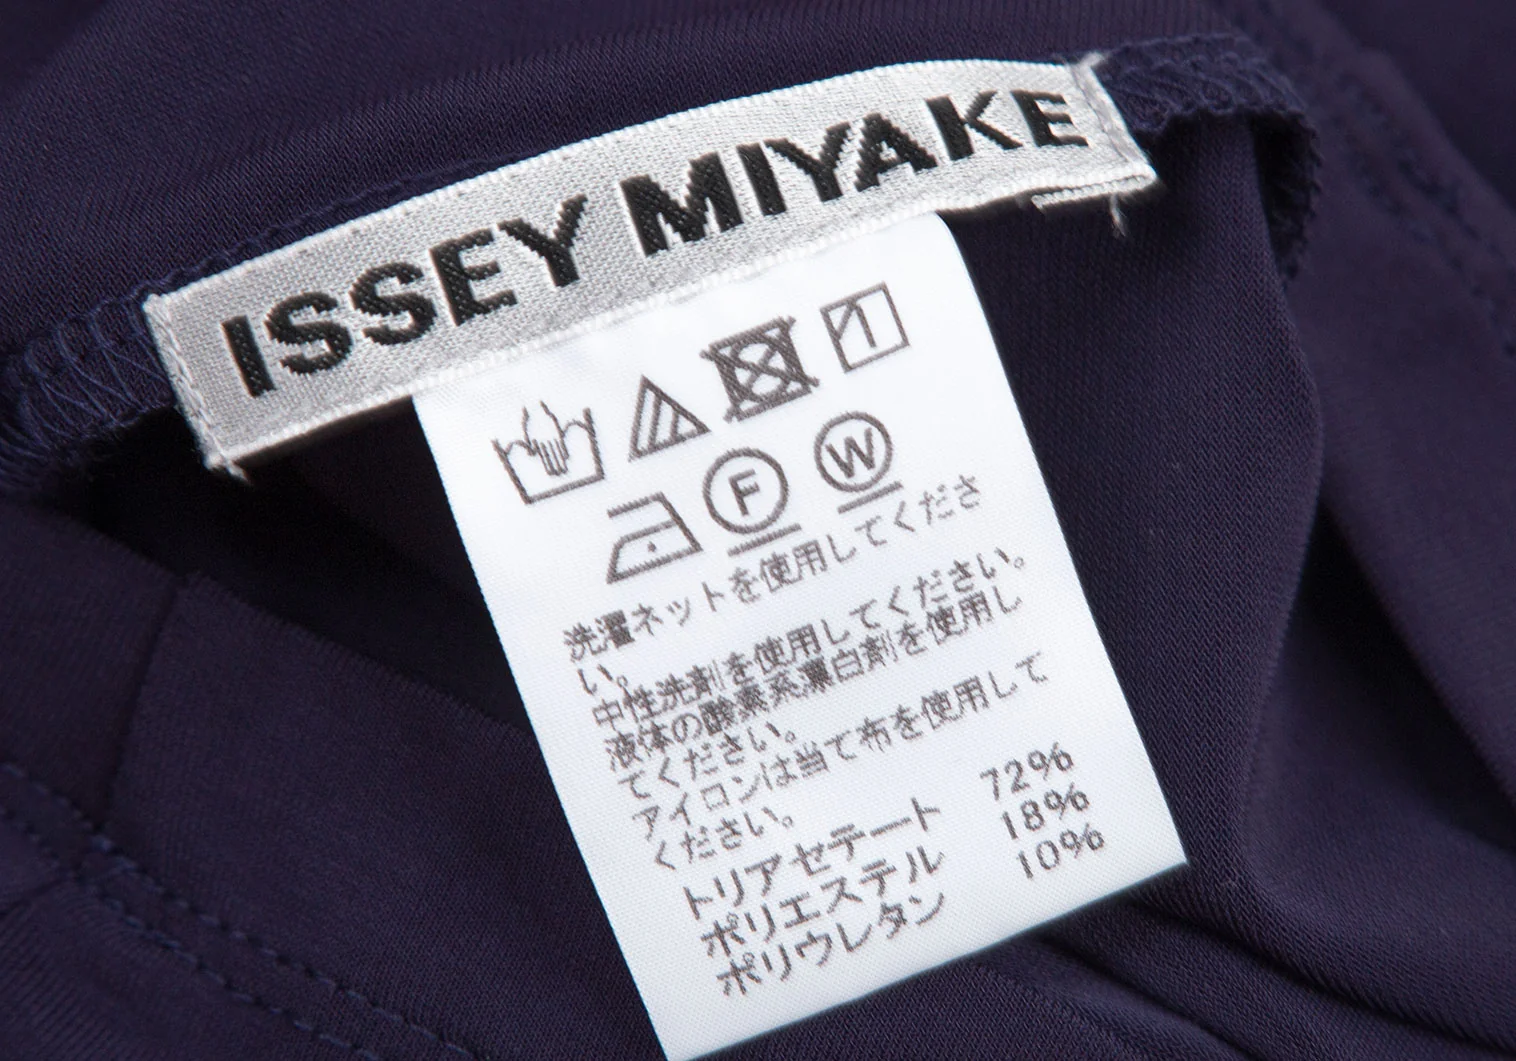 ISSEY MIYAKE
F W
洗濯ネットを使用してくださ
い。
中性洗剤を使用してください。
液体の酸素系漂白剤を使用し
てください。
アイロンは当て布を使用して
ください。
トリアセテート 72%
ポリエステル 18%
ポリウレタン 10%